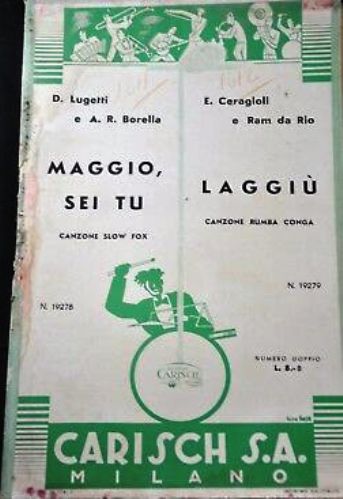 D. Lugetti
e A. R. Borella
MAGGIO,
SEI TU
CANZONE SLOW FOX
N. 19278
E. Ceragioli
e Ram da Rio
LAGGIÙ
CANZONE RUMBA CONGA
N. 19279
NUMERO DOPPIO
CARISCH
CARISCH S.A.
MILANO